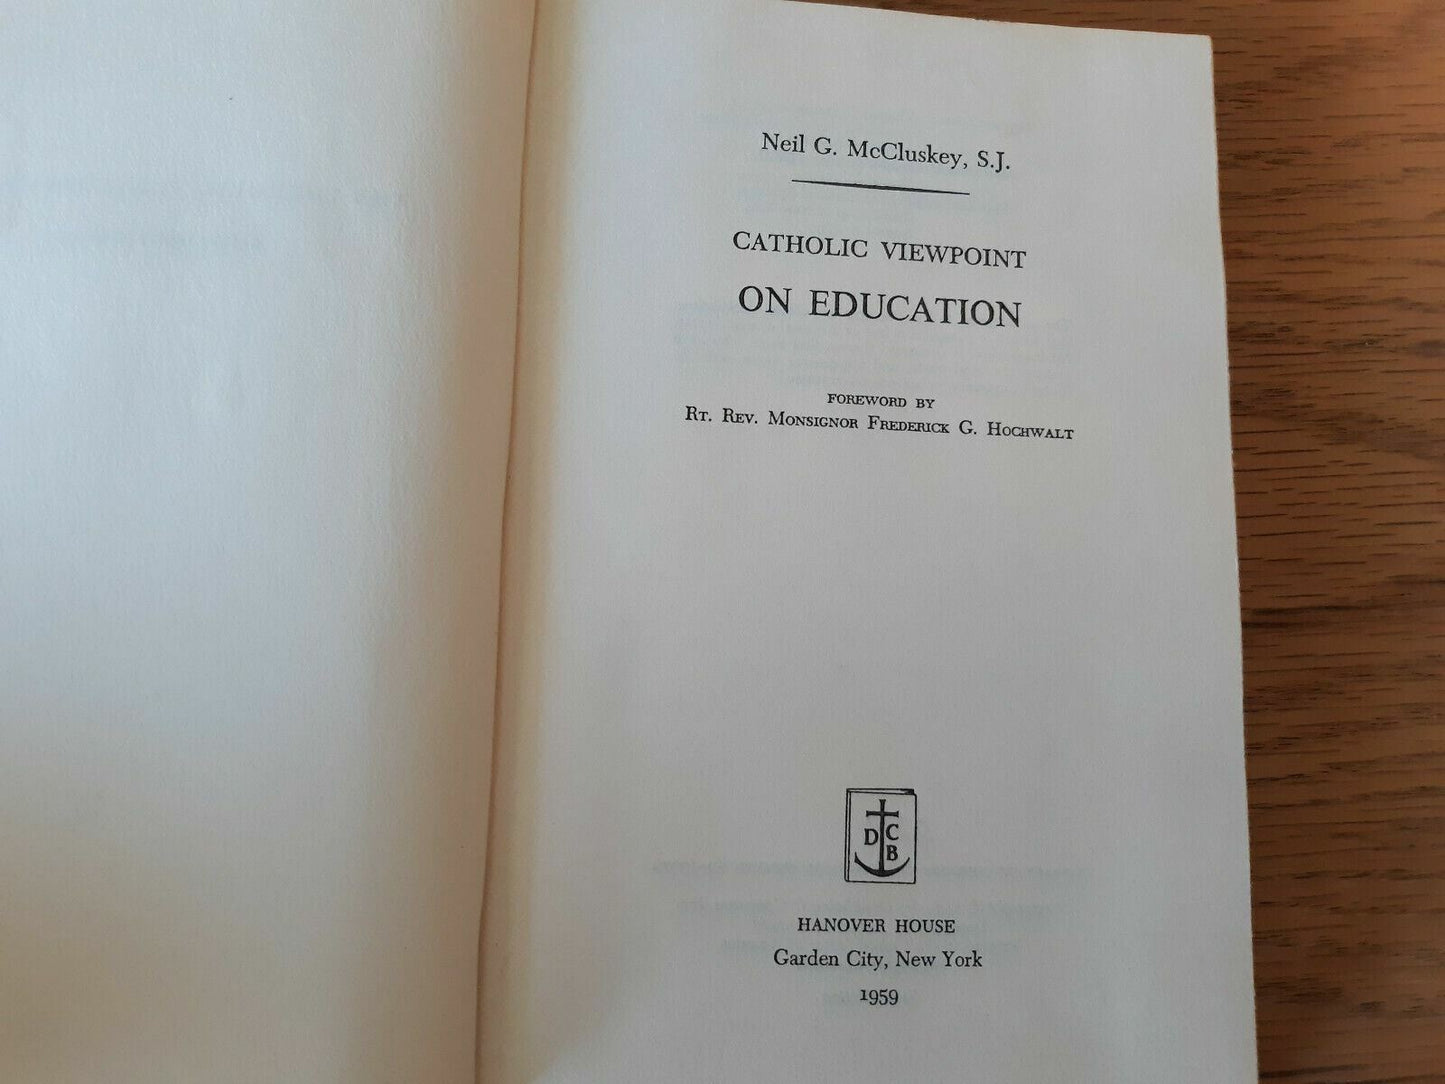 Neil G. McCluskey, S.J.
CATHOLIC VIEWPOINT
ON EDUCATION
FOREWORD BY
RT. REV. MONSIGNOR FREDERICK G. HOCHWALT
D C
B
HANOVER HOUSE
Garden City, New York
1959